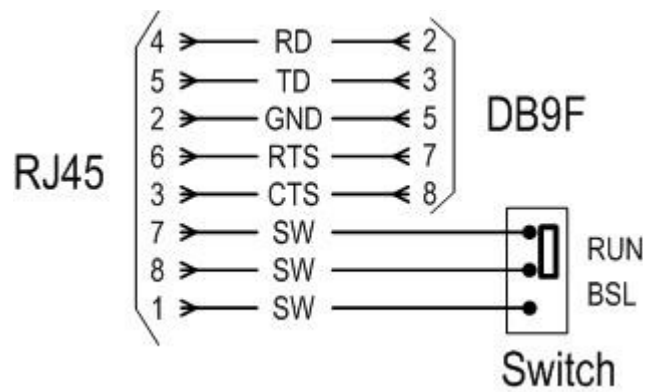 4 RD 2
5 TD 3
2 GND 5
DB9F
6 RTS 7
RJ45
3 CTS 8
7 SW
RUN
8 SW
BSL
1 SW
Switch